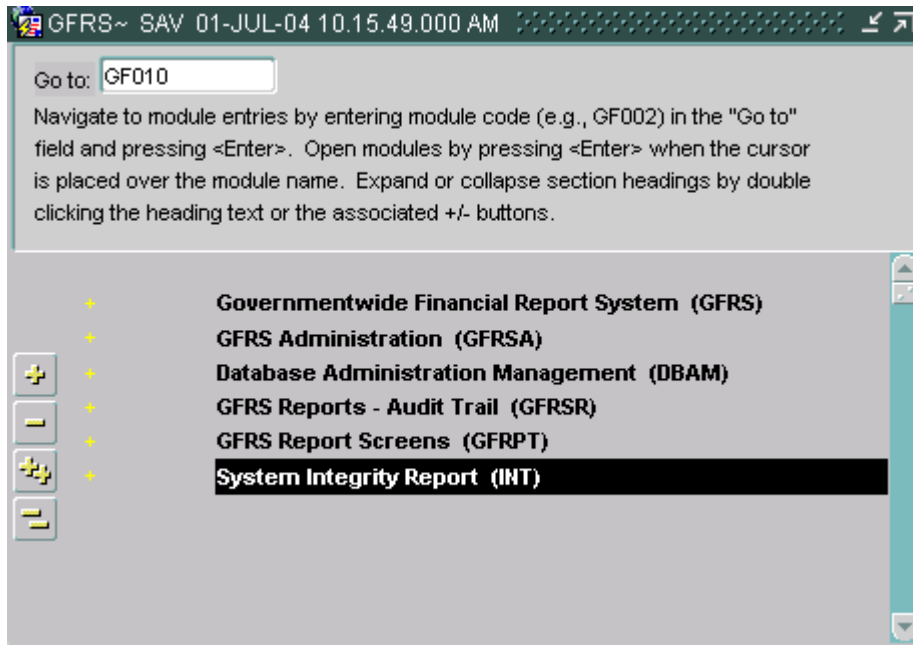 GFRS~ SAV 01-JUL-04 10.15.49.000 AM
Go to: GF010
Navigate to module entries by entering module code (e.g., GF002) in the "Go to"
field and pressing <Enter>. Open modules by pressing <Enter> when the cursor
is placed over the module name. Expand or collapse section headings by double
clicking the heading text or the associated +/- buttons.
+ Governmentwide Financial Report System (GFRS)
+ GFRS Administration (GFRSA)
+ Database Administration Management (DBAM)
+ GFRS Reports - Audit Trail (GFRSR)
+ GFRS Report Screens (GFRPT)
+ System Integrity Report (INT)